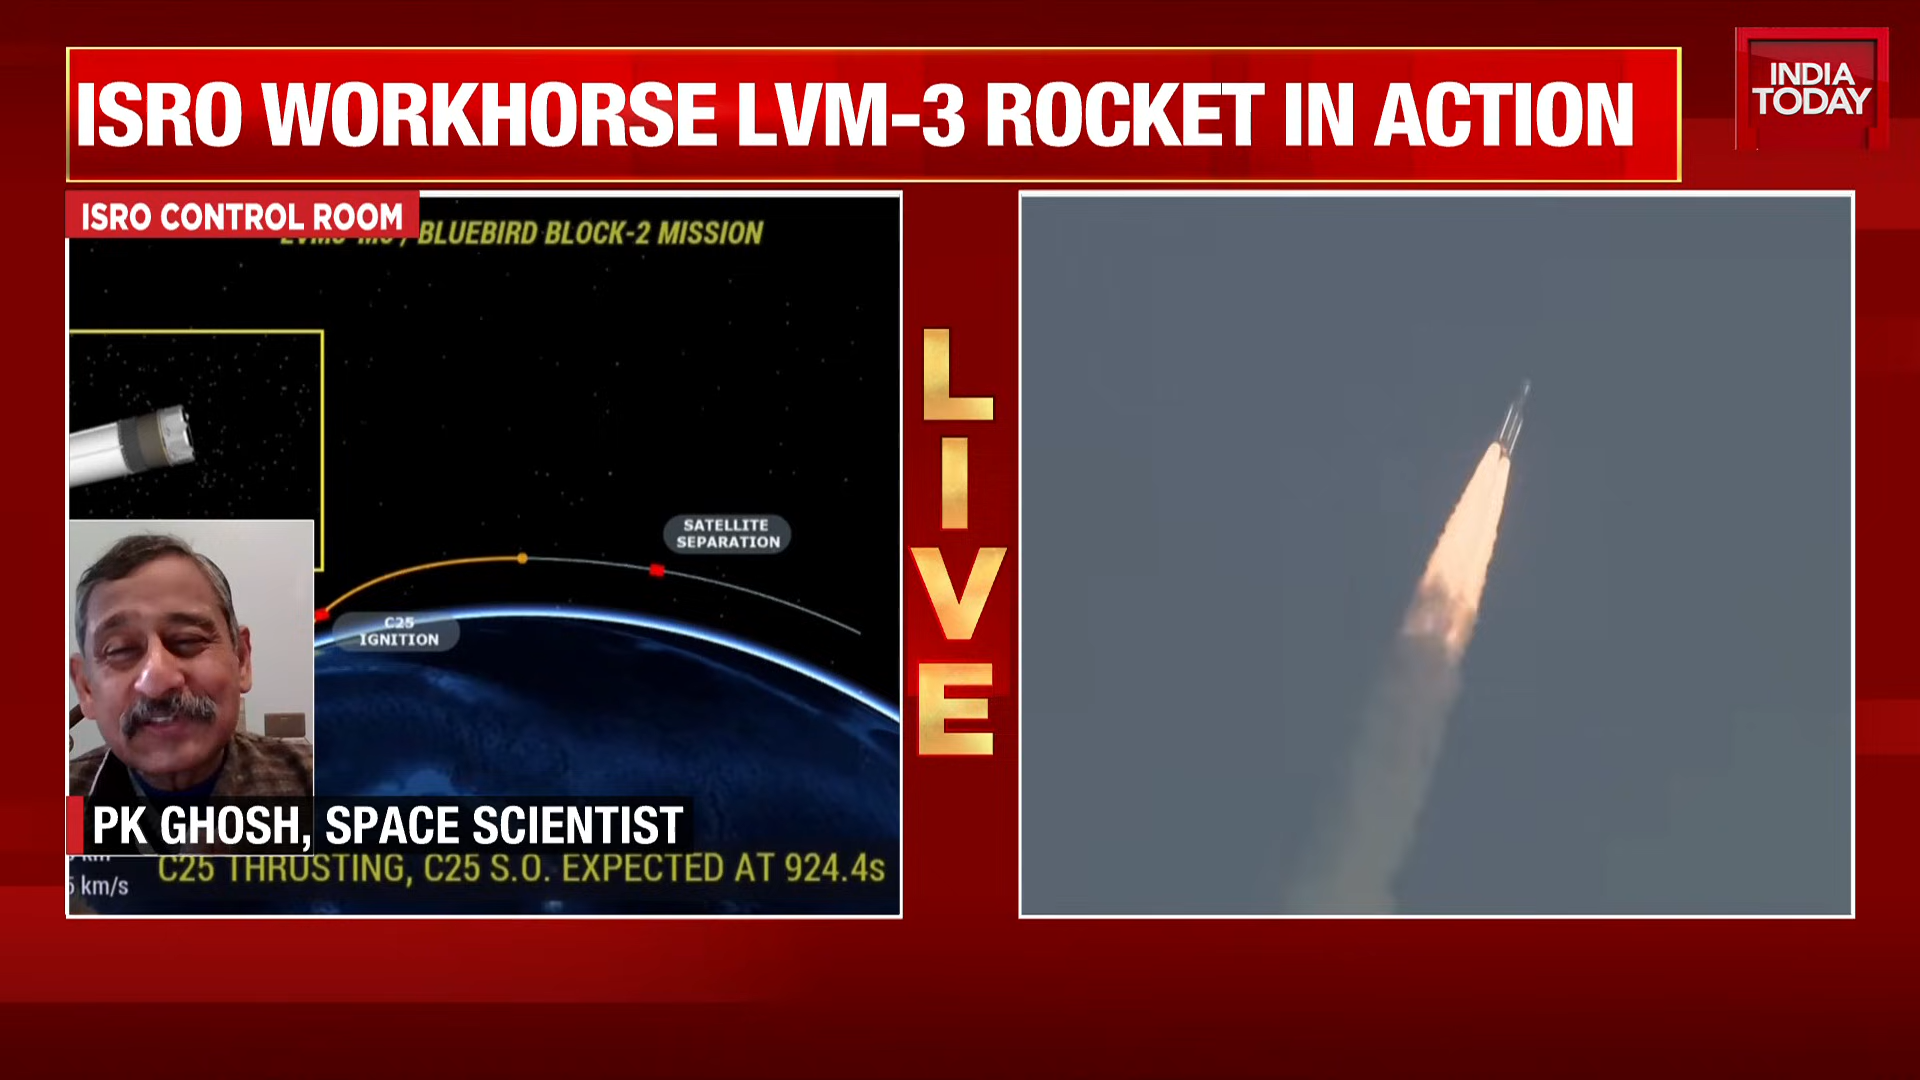 ISRO WORKHORSE LVM-3 ROCKET IN ACTION
INDIA
TODAY
ISRO CONTROL ROOM
BLUEBIRD BLOCK-2 MISSION
SATELLITE
SEPARATION
C25
IGNITION
LIVE
PK GHOSH, SPACE SCIENTIST
km/s
C25 THRUSTING, C25 S.O. EXPECTED AT 924.4s